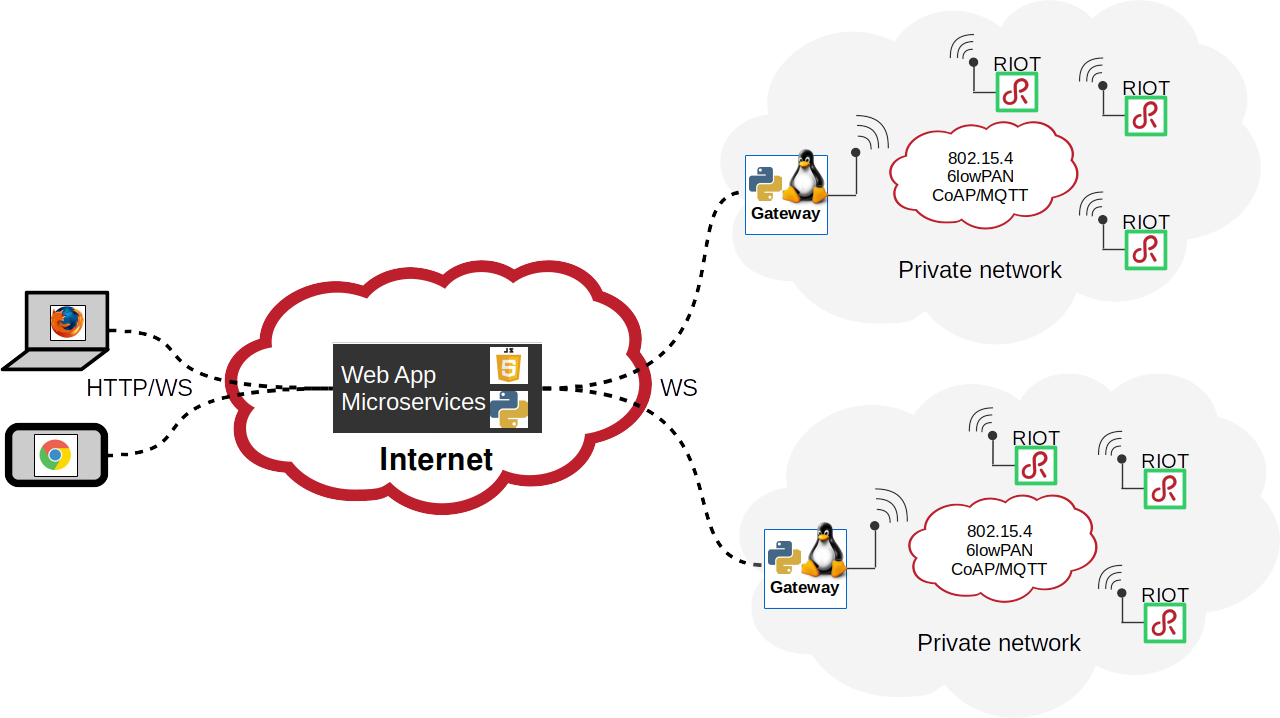 HTTP/WS
Web App
Microservices
JS
5
Internet
WS
Gateway
RIOT
RIOT
RIOT
802.15.4
6lowPAN
CoAP/MQTT
Private network
Gateway
RIOT
RIOT
RIOT
802.15.4
6lowPAN
CoAP/MQTT
Private network